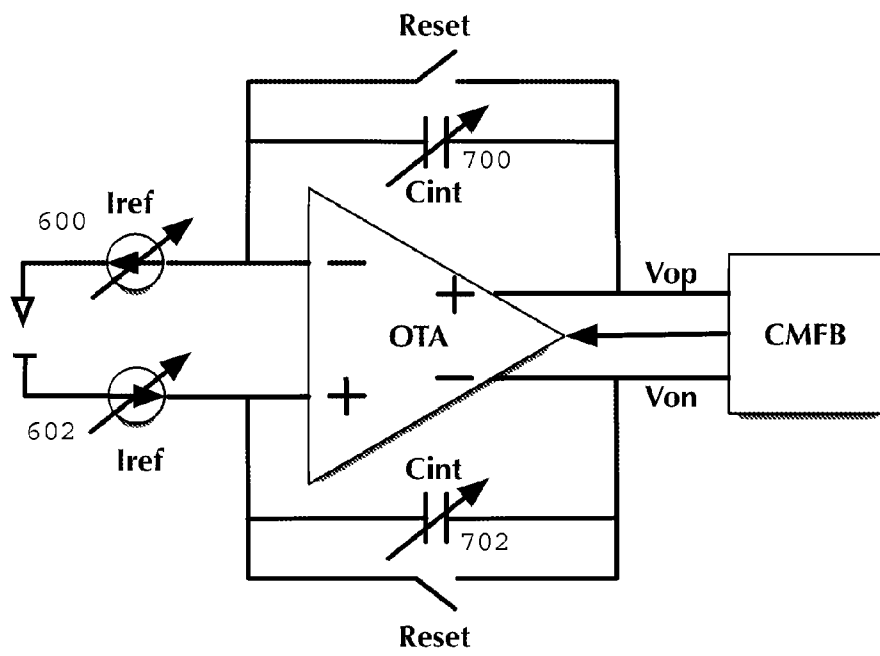 Reset
700
Cint
Iref
600
Vop
OTA
CMFB
Von
602
Iref
Cint
702
Reset